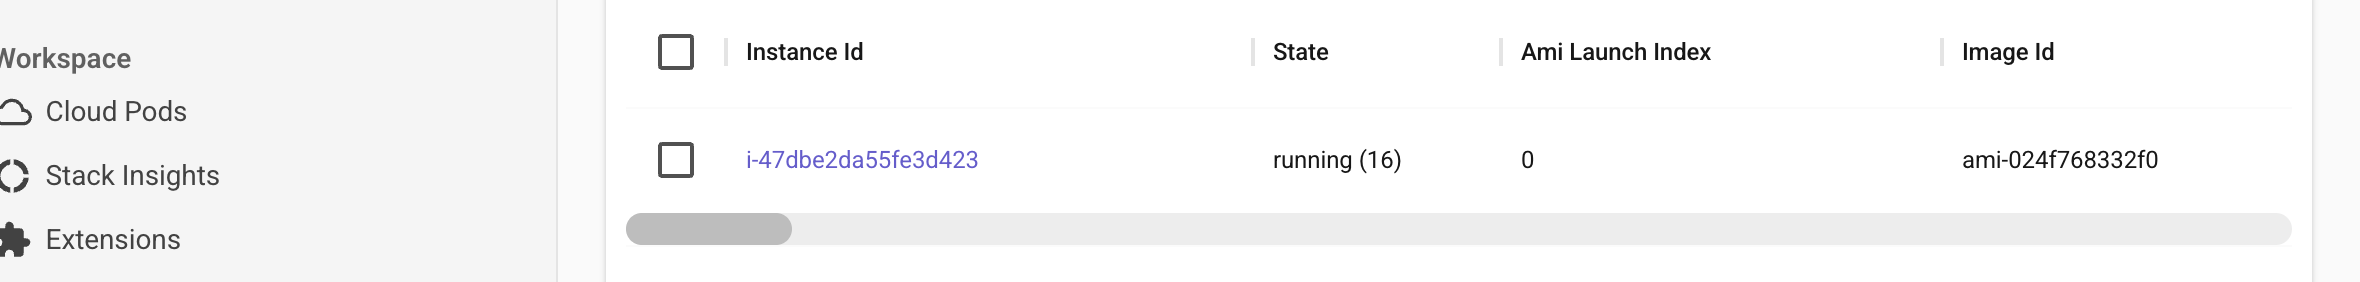 Workspace
Cloud Pods
Stack Insights
Extensions
Instance Id State Ami Launch Index Image Id
i-47dbe2da55fe3d423 running (16) 0 ami-024f768332f0